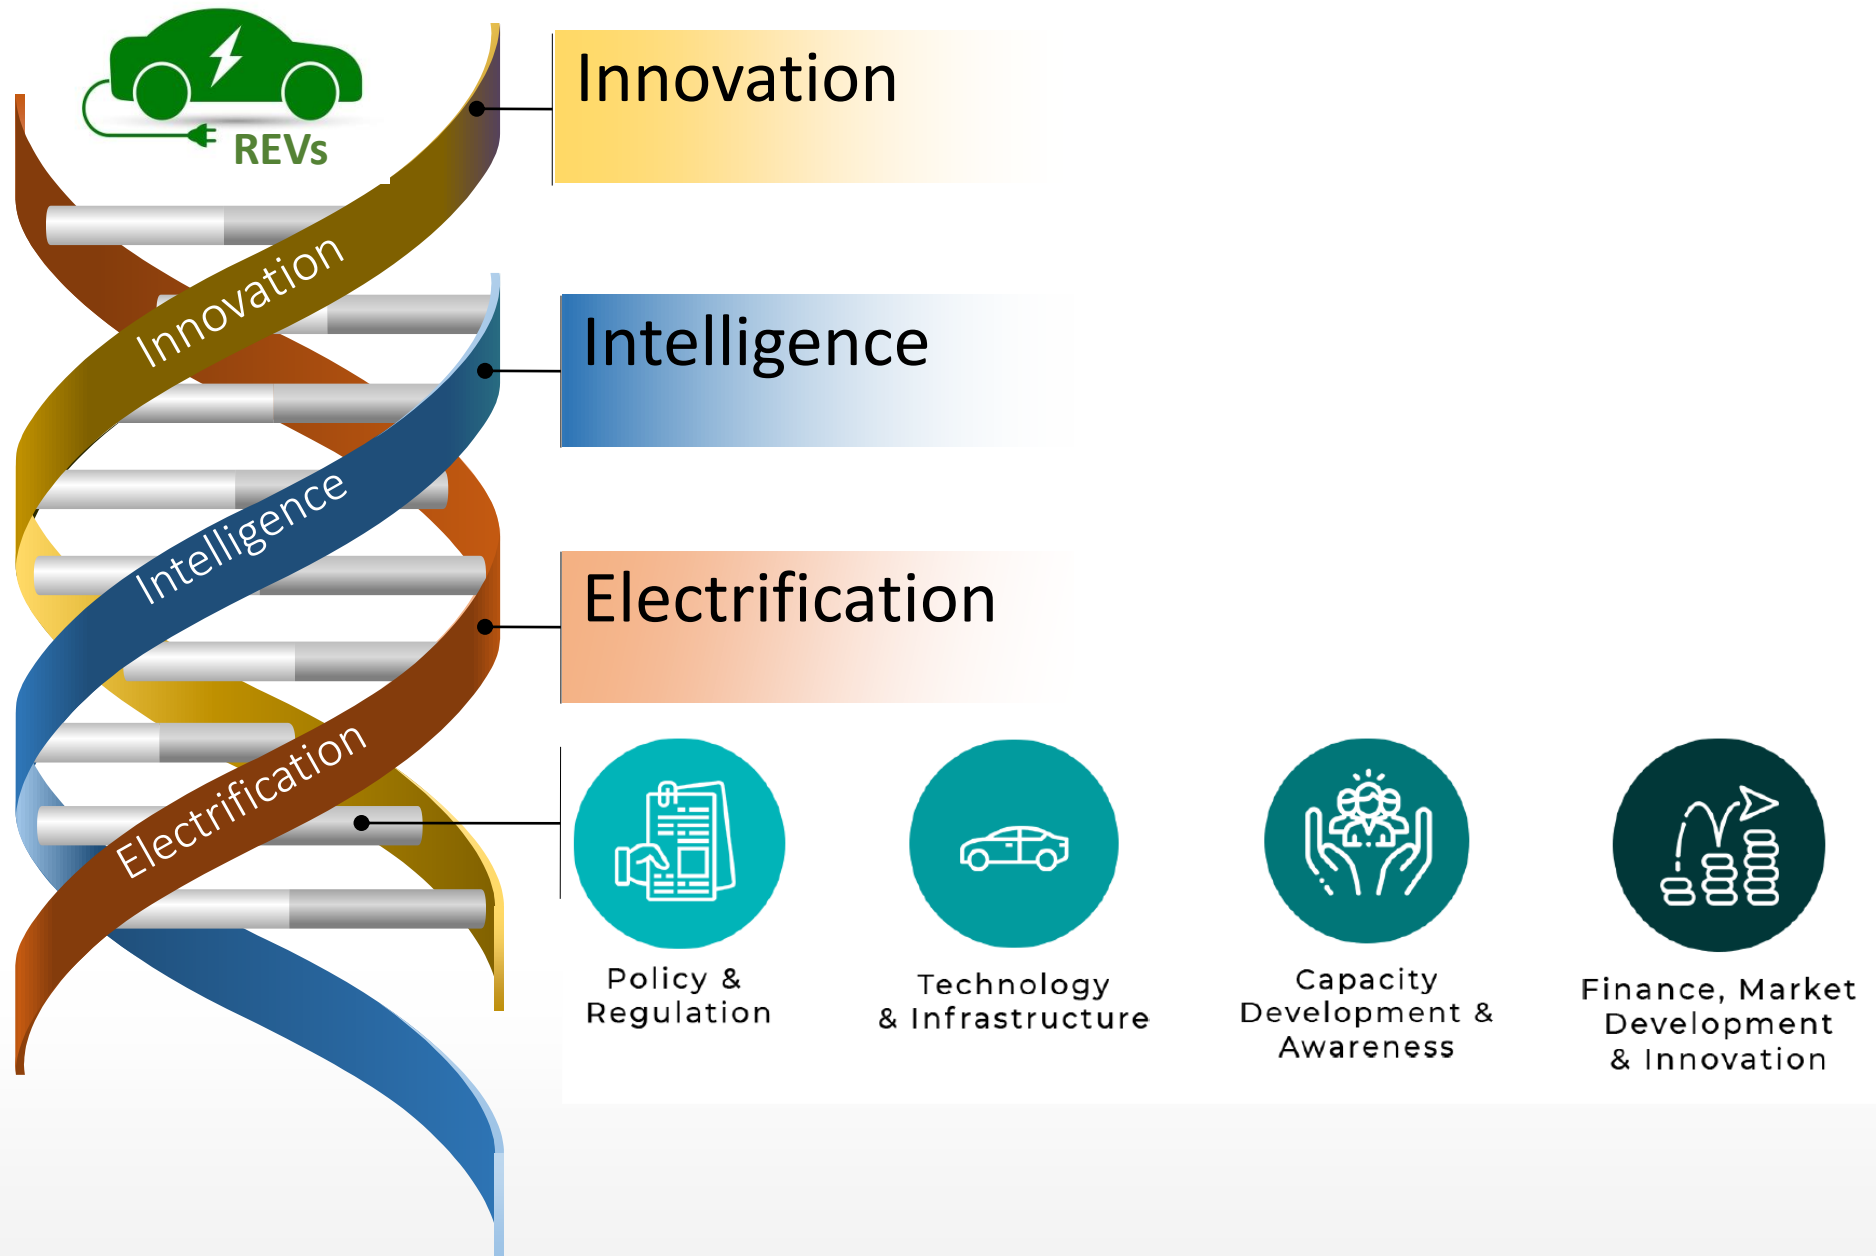 REVs
Innovation
Innovation
Intelligence
Intelligence
Electrification
Electrification
Policy &
Regulation
Technology
& Infrastructure
Capacity
Development &
Awareness
Finance, Market
Development
& Innovation